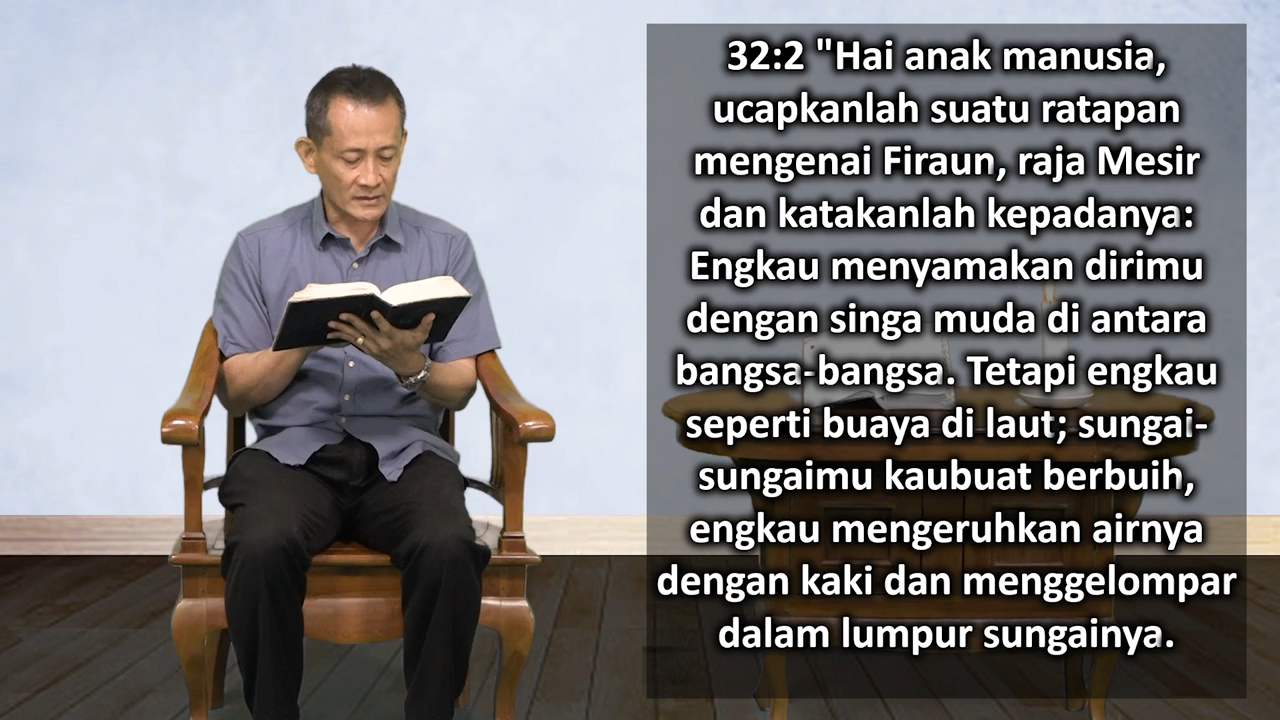 32:2 "Hai anak manusia,
ucapkanlah suatu ratapan
mengenai Firaun, raja Mesir
dan katakanlah kepadanya:
Engkau menyamakan dirimu
dengan singa muda di antara
bangsa-bangsa. Tetapi engkau
seperti buaya di laut; sungai-
sungaimu kaubuat berbuih,
engkau mengeruhkan airnya
dengan kaki dan menggelompar
dalam lumpur sungainya.